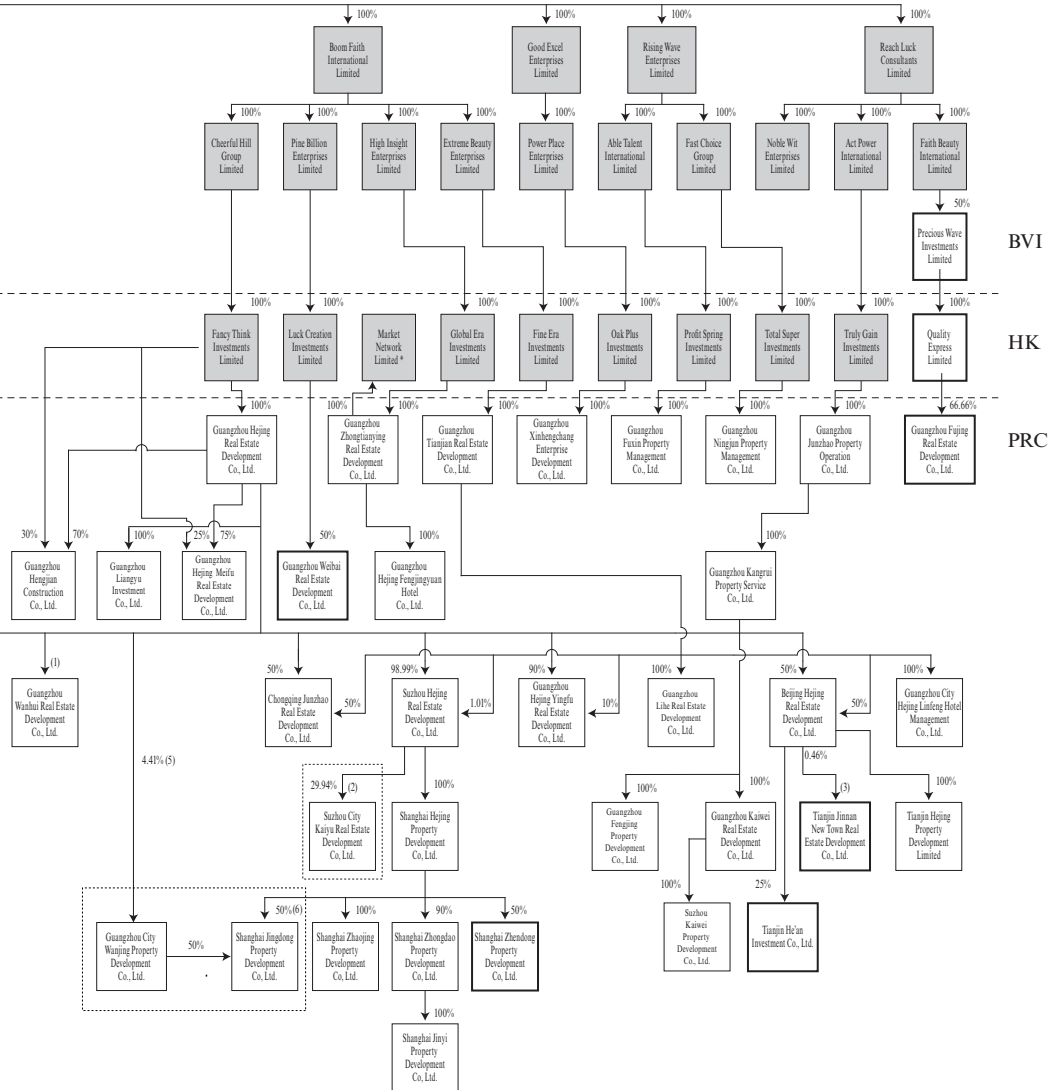 100%
100%
100%
100%
Boom Faith
International
Limited
Good Excel
Enterprises
Limited
Rising Wave
Enterprises
Limited
Reach Luck
Consultants
Limited
100%
100%
100%
100%
100%
100%
100%
100%
100%
100%
Cheerful Hill
Group
Limited
Pine Billion
Enterprises
Limited
High Insight
Enterprises
Limited
Extreme Beauty
Enterprises
Limited
Power Place
Enterprises
Limited
Able Talent
International
Limited
Fast Choice
Group
Limited
Noble Wit
Enterprises
Limited
Act Power
International
Limited
Faith Beauty
International
Limited
50%
Precious Wave
Investments
Limited
BVI
100%
100%
100%
100%
100%
100%
100%
100%
100%
Fancy Think
Investments
Limited
Luck Creation
Investments
Limited
Market
Network
Limited *
Global Era
Investments
Limited
Fine Era
Investments
Limited
Oak Plus
Investments
Limited
Profit Spring
Investments
Limited
Total Super
Investments
Limited
Truly Gain
Investments
Limited
Quality
Express
Limited
HK
100%
100%
100%
100%
100%
100%
100%
100%
66.66%
Guangzhou Hejing
Real Estate
Development
Co., Ltd.
Guangzhou
Zhongtianying
Real Estate
Development
Co., Ltd.
Guangzhou
Tianjian Real Estate
Development
Co., Ltd.
Guangzhou
Xinhengchang
Enterprise Development
Co., Ltd.
Guangzhou
Fuxin Property
Management
Co., Ltd.
Guangzhou
Ningjun Property
Management
Co., Ltd.
Guangzhou
Junzhao Property
Operation
Co., Ltd.
Guangzhou Fujing
Real Estate
Development
Co., Ltd.
PRC
30%
70%
100%
25%
75%
50%
100%
100%
Guangzhou
Hengjian
Construction
Co., Ltd.
Guangzhou
Liangyu
Investment
Co., Ltd.
Guangzhou
Hejing Meifu
Real Estate
Development
Co., Ltd.
Guangzhou Weibai
Real Estate
Development
Co., Ltd.
Guangzhou
Hejing Fengjingyuan
Hotel
Co., Ltd.
Guangzhou Kangrui
Property Service
Co., Ltd.
(1)
50%
98.99%
90%
100%
50%
100%
Guangzhou
Wanhui Real Estate
Development
Co., Ltd.
Chongqing Junzhao
Real Estate
Development
Co., Ltd.
50%
Suzhou Hejing
Real Estate
Development
Co., Ltd.
1.01%
Guangzhou
Hejing Yingfu
Real Estate
Development
Co., Ltd.
10%
Guangzhou
Lihe Real Estate
Development
Co., Ltd.
Beijing Hejing
Real Estate
Development
Co., Ltd.
50%
Guangzhou City
Hejing Linfeng Hotel
Management
Co., Ltd.
4.41% (5)
29.94%
(2)
100%
100%
100%
0.46%
(3)
100%
Suzhou City
Kaiyu Real Estate
Development
Co, Ltd.
Shanghai Hejing
Property
Development
Co, Ltd.
Guangzhou
Fengjing
Property
Development
Co., Ltd.
Guangzhou Kaiwei
Real Estate
Development
Co., Ltd.
Tianjin Jinnan
New Town Real
Estate Development
Co., Ltd.
Tianjin Hejing
Property
Development
Limited
100%
25%
50%(6)
100%
90%
50%
Guangzhou City
Wanjing Property
Development
Co., Ltd.
50%
Shanghai Jingdong
Property
Development
Co, Ltd.
Shanghai Zhaojing
Property
Development
Co, Ltd.
Shanghai Zhongdao
Property
Development
Co, Ltd.
Shanghai Zhendong
Property
Development
Co, Ltd.
Suzhou
Kaiwei
Property
Development
Co., Ltd.
Tianjin He'an
Investment Co., Ltd.
100%
Shanghai Jinyi
Property
Development
Co, Ltd.